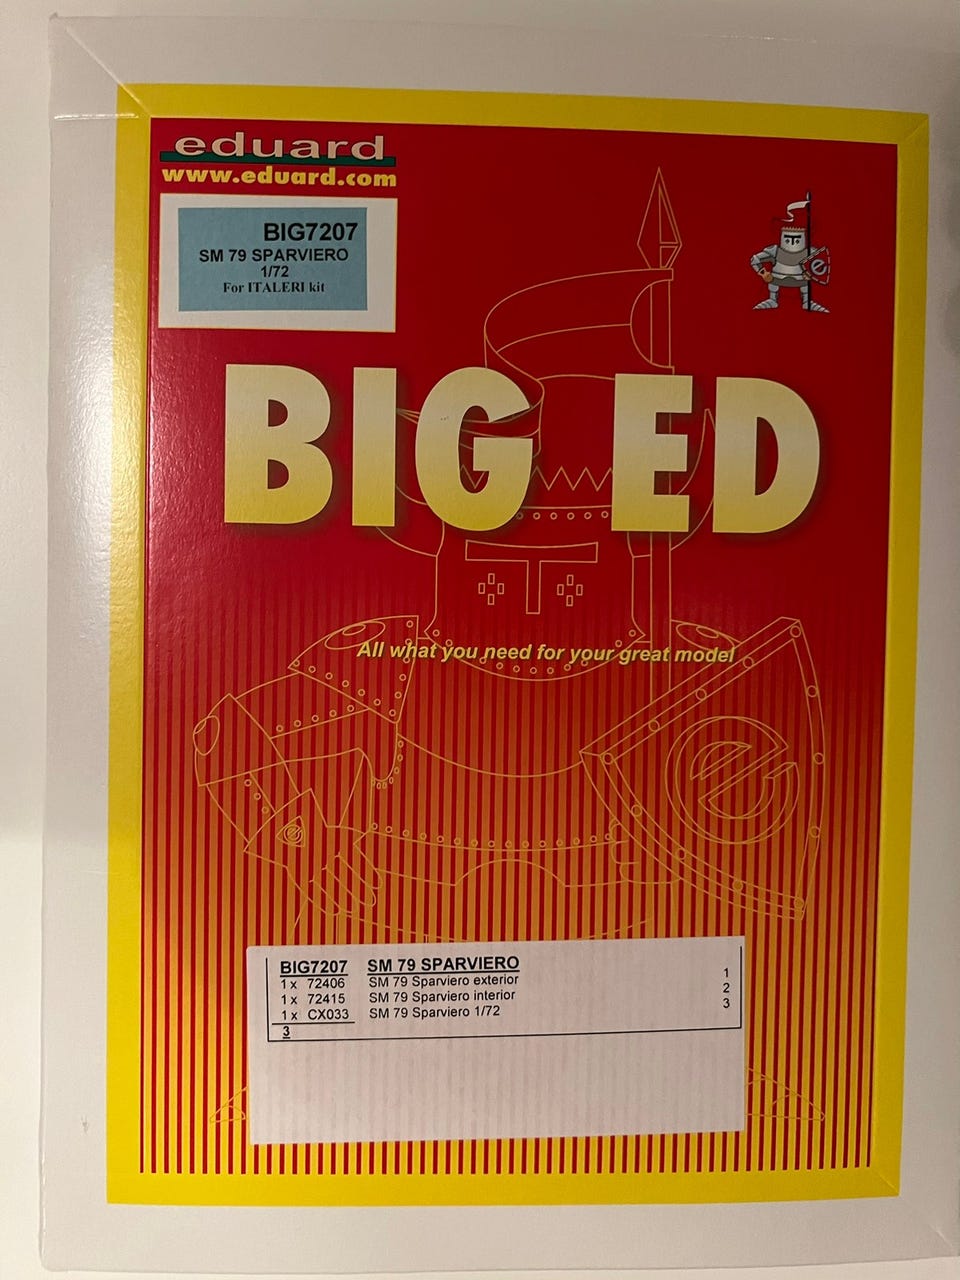 eduard
www.eduard.com
BIG7207
SM 79 SPARVIERO
1/72
For ITALERI kit
e
BIG ED
All what you need for your great model
e
e
BIG7207 SM 79 SPARVIERO
1 x 72406 SM 79 Sparviero exterior 1
1 x 72415 SM 79 Sparviero interior 2
1 x CX033 SM 79 Sparviero 1/72 3
3